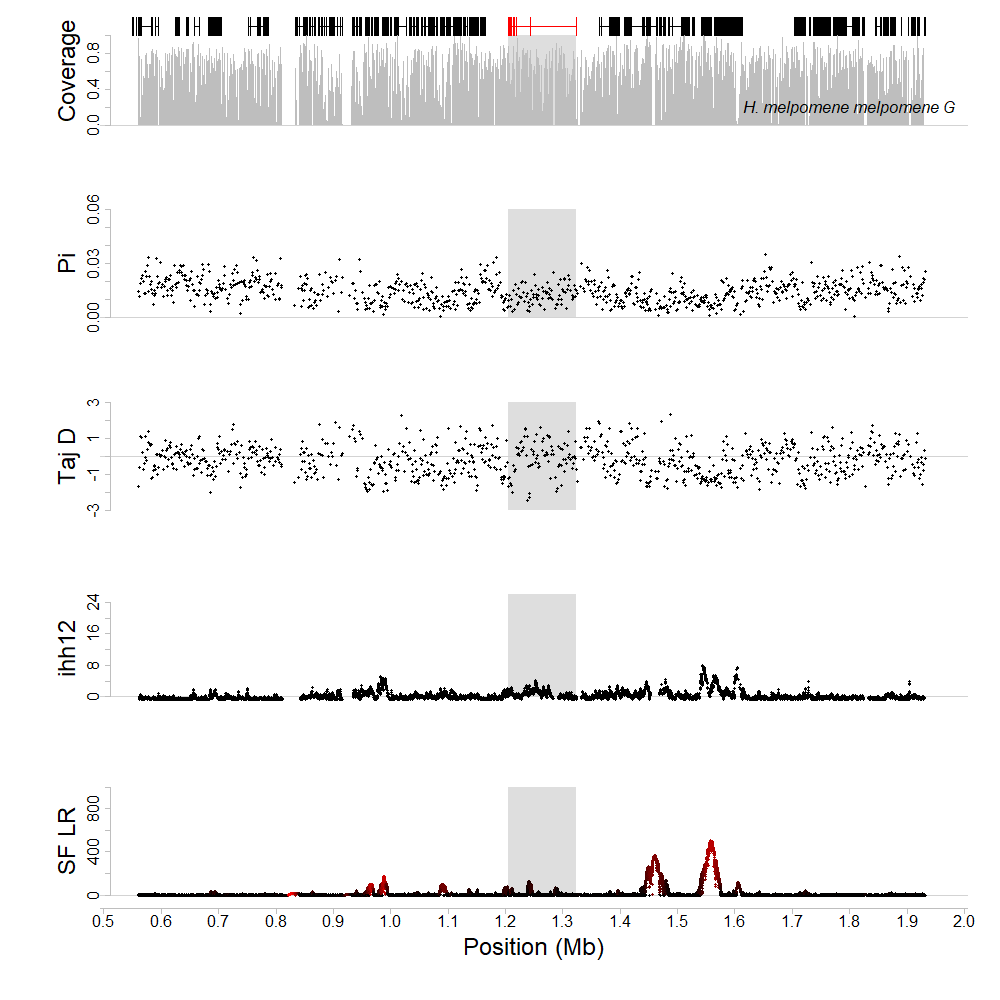 Coverage
0.0 0.4 0.8
H. melpomene melpomene G
Pi
0.00 0.03 0.06
Taj D
-3 -1 1 3
ihh12
0 8 16 24
SF LR
0 400 800
0.5 0.6 0.7 0.8 0.9 1.0 1.1 1.2 1.3 1.4 1.5 1.6 1.7 1.8 1.9 2.0
Position (Mb)